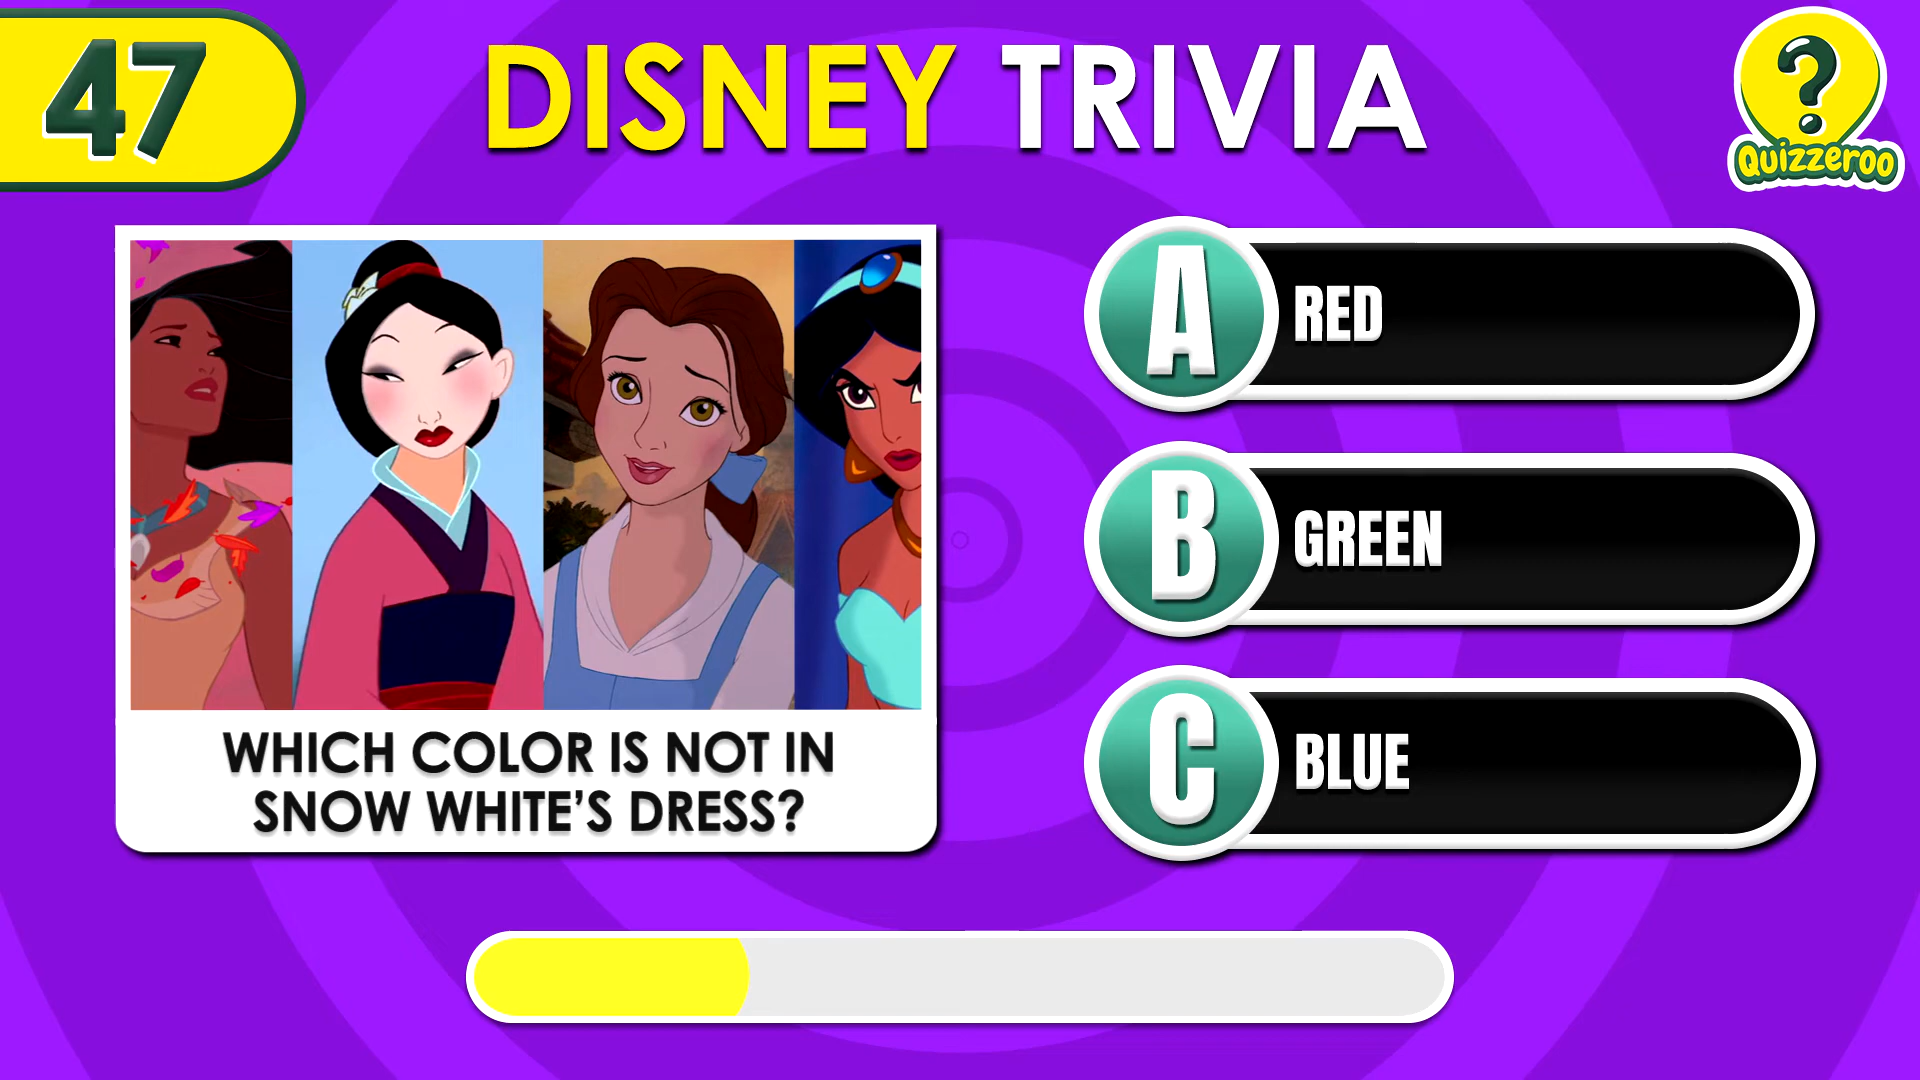 47
DISNEY TRIVIA
?
Quizzeroo
WHICH COLOR IS NOT IN
SNOW WHITE’S DRESS?
A RED
B GREEN
C BLUE